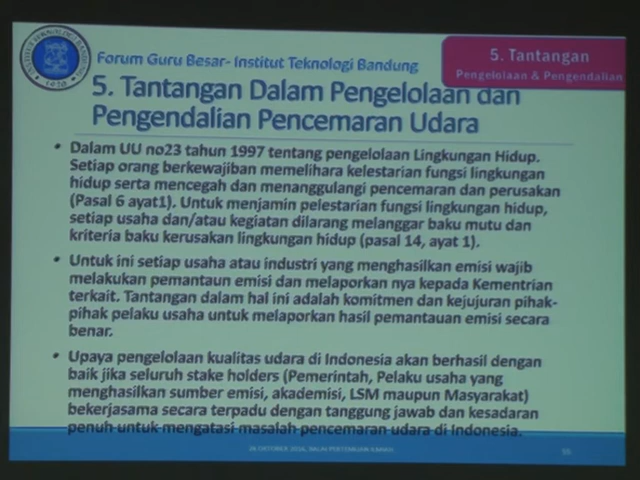 Forum Guru Besar- Institut Teknologi Bandung
5. Tantangan
Pengelolaan & Pengendalian
5. Tantangan Dalam Pengelolaan dan
Pengendalian Pencemaran Udara
• Dalam UU no23 tahun 1997 tentang pengelolaan Lingkungan Hidup.
Setiap orang berkewajiban memelihara kelestarian fungsi lingkungan
hidup serta mencegah dan menanggulangi pencemaran dan perusakan
(Pasal 6 ayat1). Untuk menjamin pelestarian fungsi lingkungan hidup,
setiap usaha dan/atau kegiatan dilarang melanggar baku mutu dan
kriteria baku kerusakan lingkungan hidup (pasal 14, ayat 1).
• Untuk ini setiap usaha atau industri yang menghasilkan emisi wajib
melakukan pemantaun emisi dan melaporkan nya kepada Kementrian
terkait. Tantangan dalam hal ini adalah komitmen dan kejujuran pihak-
pihak pelaku usaha untuk melaporkan hasil pemantauan emisi secara
benar.
• Upaya pengelolaan kualitas udara di Indonesia akan berhasil dengan
baik jika seluruh stake holders (Pemerintah, Pelaku usaha yang
menghasilkan sumber emisi, akademisi, LSM maupun Masyarakat)
bekerjasama secara terpadu dengan tanggung jawab dan kesadaran
penuh untuk mengatasi masalah pencemaran udara di Indonesia.